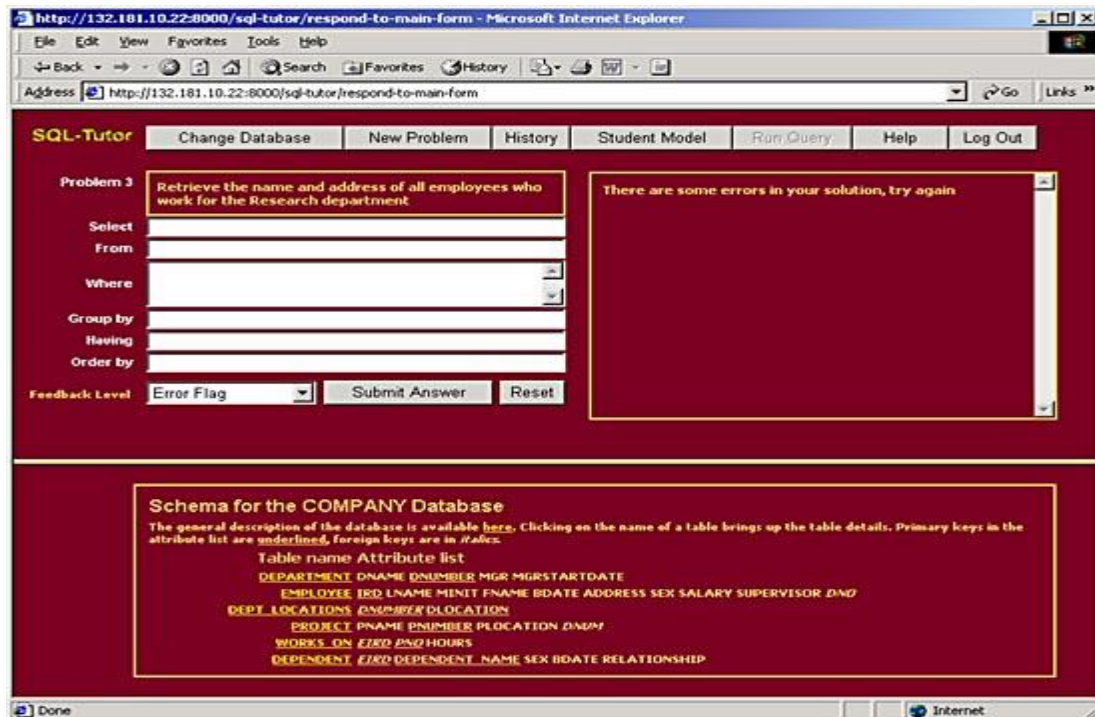 http://132.181.10.22:8000/sql-tutor/respond-to-main-form - Microsoft Internet Explorer
File Edit View Favorites Tools Help
Back Search Favorites History
Address http://132.181.10.22:8000/sql-tutor/respond-to-main-form Go Links »
SQL-Tutor Change Database New Problem History Student Model Run Query Help Log Out
Problem 3
Retrieve the name and address of all employees who
work for the Research department
There are some errors in your solution, try again
Select
From
Where
Group by
Having
Order by
Feedback Level Error Flag Submit Answer Reset
Schema for the COMPANY Database
The general description of the database is available here. Clicking on the name of a table brings up the table details. Primary keys in the
attribute list are underlined, foreign keys are in italics.
Table name Attribute list
DEPARTMENT DNAME DNUMBER MGR MGRSTARTDATE
EMPLOYEE IRD LNAME MINIT FNAME BDATE ADDRESS SEX SALARY SUPERVISOR DNO
DEPT_LOCATIONS DNUMBER DLOCATION
PROJECT PNAME PNUMBER PLOCATION DNUM
WORKS_ON EIRD PNO HOURS
DEPENDENT EIRD DEPENDENT_NAME SEX BDATE RELATIONSHIP
Done Internet